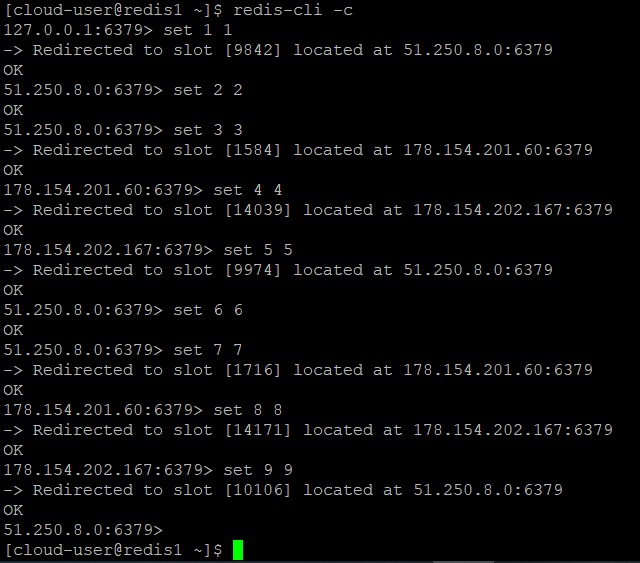 [cloud-user@redis1 ~]$ redis-cli -c
127.0.0.1:6379> set 1 1
-> Redirected to slot [9842] located at 51.250.8.0:6379
OK
51.250.8.0:6379> set 2 2
OK
51.250.8.0:6379> set 3 3
-> Redirected to slot [1584] located at 178.154.201.60:6379
OK
178.154.201.60:6379> set 4 4
-> Redirected to slot [14039] located at 178.154.202.167:6379
OK
178.154.202.167:6379> set 5 5
-> Redirected to slot [9974] located at 51.250.8.0:6379
OK
51.250.8.0:6379> set 6 6
OK
51.250.8.0:6379> set 7 7
-> Redirected to slot [1716] located at 178.154.201.60:6379
OK
178.154.201.60:6379> set 8 8
-> Redirected to slot [14171] located at 178.154.202.167:6379
OK
178.154.202.167:6379> set 9 9
-> Redirected to slot [10106] located at 51.250.8.0:6379
OK
51.250.8.0:6379>
[cloud-user@redis1 ~]$